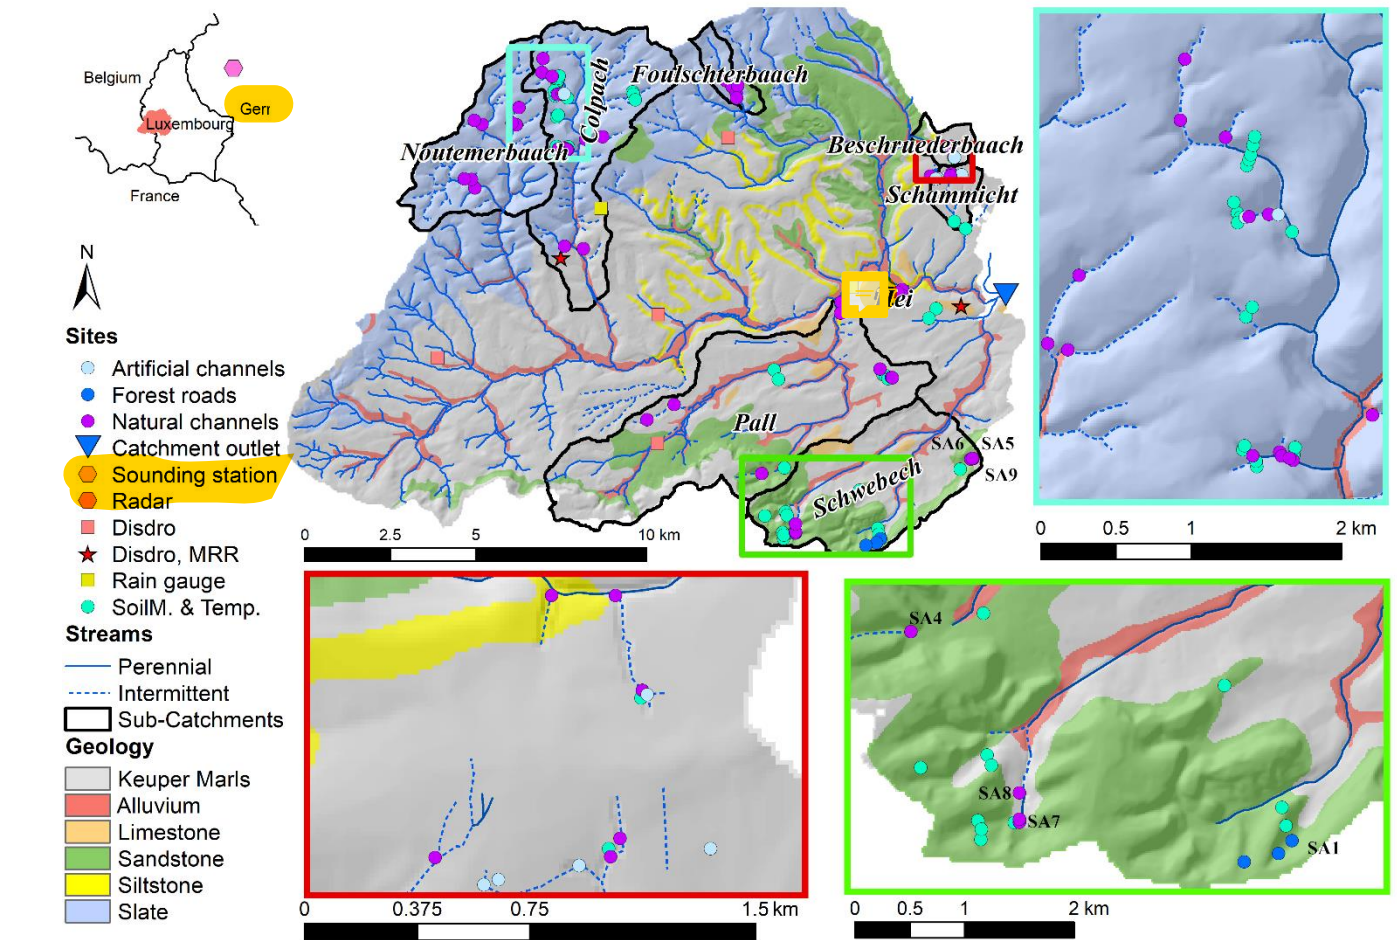 Belgium
Gerr
Luxembourg
France
N
Sites
Artificial channels
Forest roads
Natural channels
Catchment outlet
Sounding station
Radar
Disdro
Disdro, MRR
Rain gauge
SoilM. & Temp.
Streams
Perennial
Intermittent
Sub-Catchments
Geology
Keuper Marls
Alluvium
Limestone
Sandstone
Siltstone
Slate
Colpach
Foulschterbaach
Noutemerbaach
Beschruederbaach
Schammicht
Pall
Schwebech
SA6 SA5
SA9
0 2.5 5 10 km
0 0.5 1 2 km
SA4
SA8
SA7
SA1
0 0.375 0.75 1.5 km
0 0.5 1 2 km